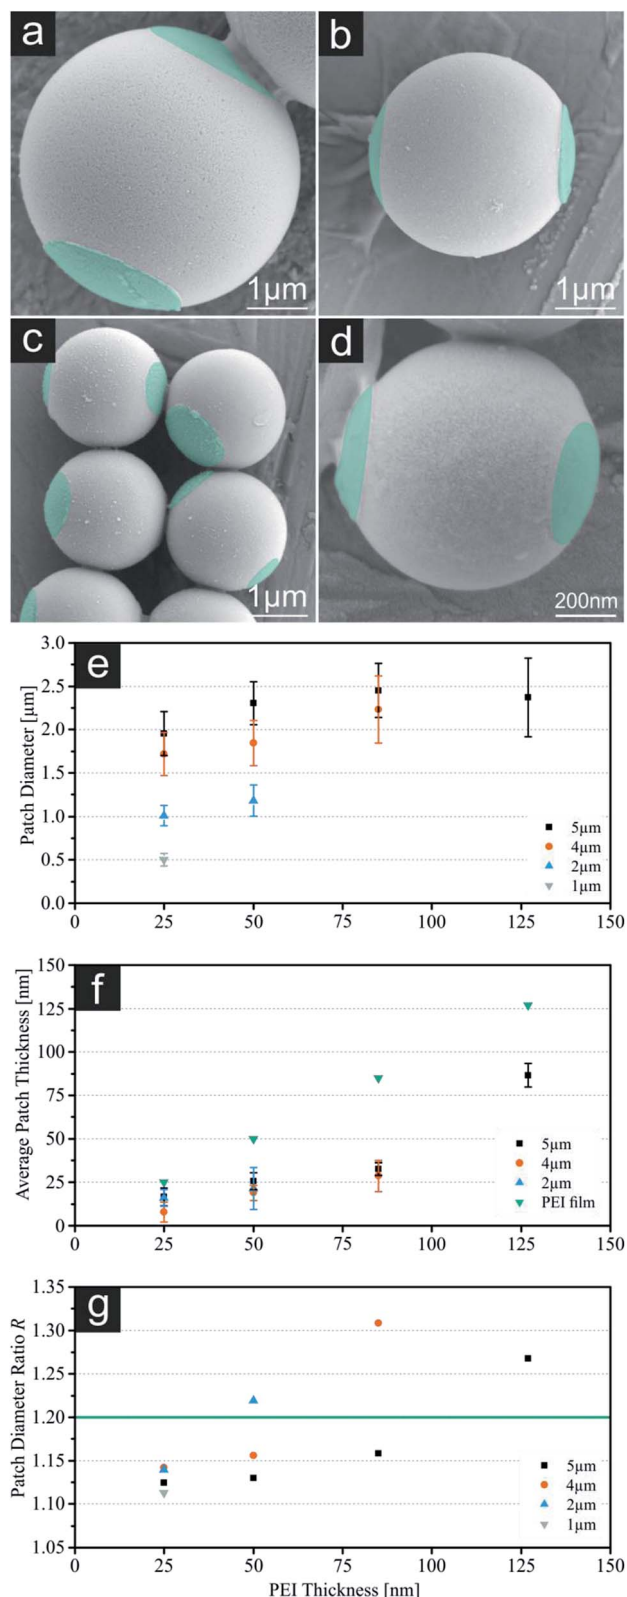 a
1µm
b
1µm
c
1µm
d
200nm
e
Patch Diameter [µm]
3.0
2.5
2.0
1.5
1.0
0.5
0.0
0
25
50
75
100
125
150
5µm
4µm
2µm
1µm
f
Average Patch Thickness [nm]
150
125
100
75
50
25
0
0
25
50
75
100
125
150
5µm
4µm
2µm
PEI film
g
Patch Diameter Ratio R
1.35
1.30
1.25
1.20
1.15
1.10
1.05
0
25
50
75
100
125
150
5µm
4µm
2µm
1µm
PEI Thickness [nm]